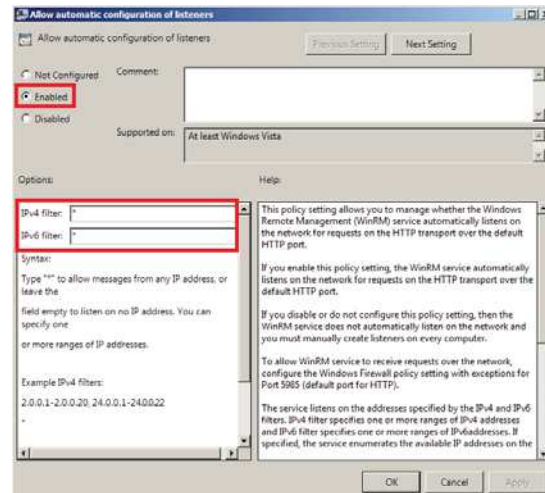 Allow automatic configuration of listeners
Allow automatic configuration of listeners
Previous Setting
Next Setting
Not Configured
Comment:
Enabled
Disabled
Supported on:
At least Windows Vista
Options:
Help:
IPv4 filter: *
IPv6 filter: *
Syntax:
Type "*" to allow messages from any IP address, or
leave the
field empty to listen on no IP address. You can
specify one
or more ranges of IP addresses.
Example IPv4 filters:
2.0.0.1-2.0.0.20, 24.0.0.1-24.0.0.22
*
This policy setting allows you to manage whether the Windows
Remote Management (WinRM) service automatically listens on
the network for requests on the HTTP transport over the default
HTTP port.
If you enable this policy setting, the WinRM service automatically
listens on the network for requests on the HTTP transport over the
default HTTP port.
If you disable or do not configure this policy setting, then the
WinRM service does not automatically listen on the network and
you must manually create listeners on every computer.
To allow WinRM service to receive requests over the network,
configure the Windows Firewall policy setting with exceptions for
Port 5985 (default port for HTTP).
The service listens on the addresses specified by the IPv4 and IPv6
filters. IPv4 filter specifies one or more ranges of IPv4 addresses
and IPv6 filter specifies one or more ranges of IPv6addresses. If
specified, the service enumerates the available IP addresses on the
OK
Cancel
Apply